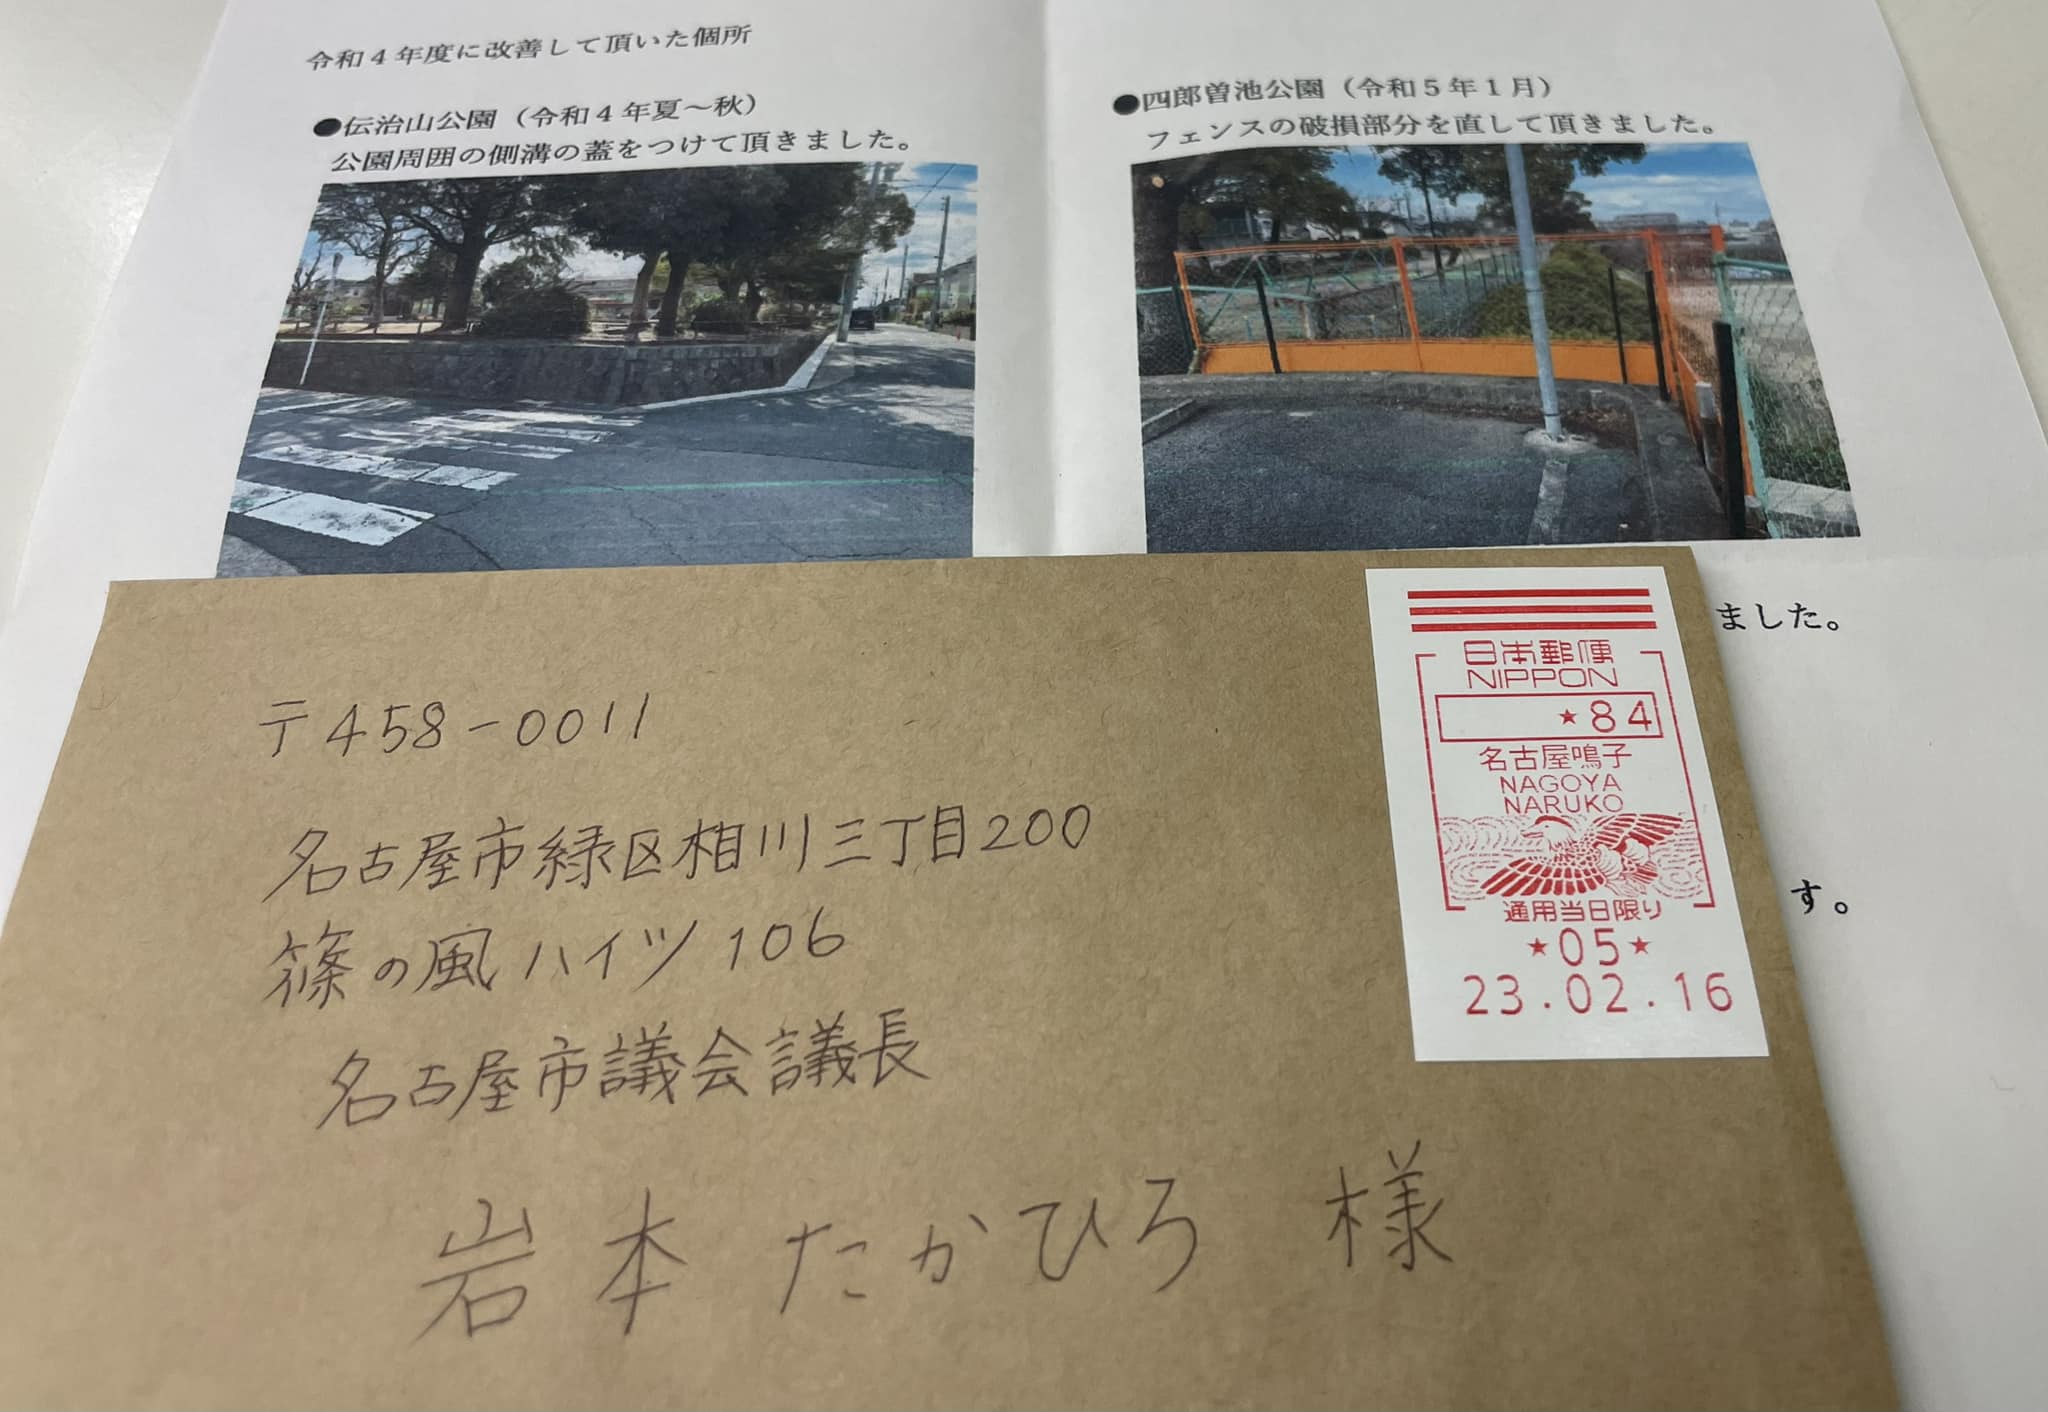 令和４年度に改善して頂いた個所
●伝治山公園（令和４年夏～秋）
公園周囲の側溝の蓋をつけて頂きました。
●四郎曽池公園（令和５年１月）
フェンスの破損部分を直して頂きました。
ました。
す。
〒458-0011
名古屋市緑区相川三丁目200
篠の風ハイツ106
名古屋市議会議長
岩本 たかひろ 様
日本郵便
NIPPON
★84
名古屋鳴子
NAGOYA
NARUKO
通用当日限り
★05★
23.02.16